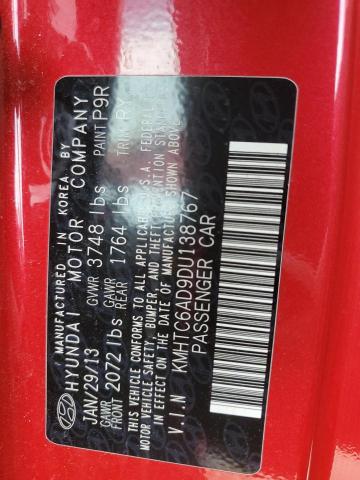 MANUFACTURED IN KOREA BY
HYUNDAI MOTOR COMPANY
JAN/29/13 GVWR 3748 lbs PAINT P9R
GAWR FRONT 2072 lbs GAWR REAR 1764 lbs TRIM RY
THIS VEHICLE CONFORMS TO ALL APPLICABLE U.S.A. FEDERAL
MOTOR VEHICLE SAFETY, BUMPER, AND THEFT PREVENTION STANDARDS
IN EFFECT ON THE DATE OF MANUFACTURE SHOWN ABOVE
V.I.N KMHTC6AD9DU138767
PASSENGER CAR